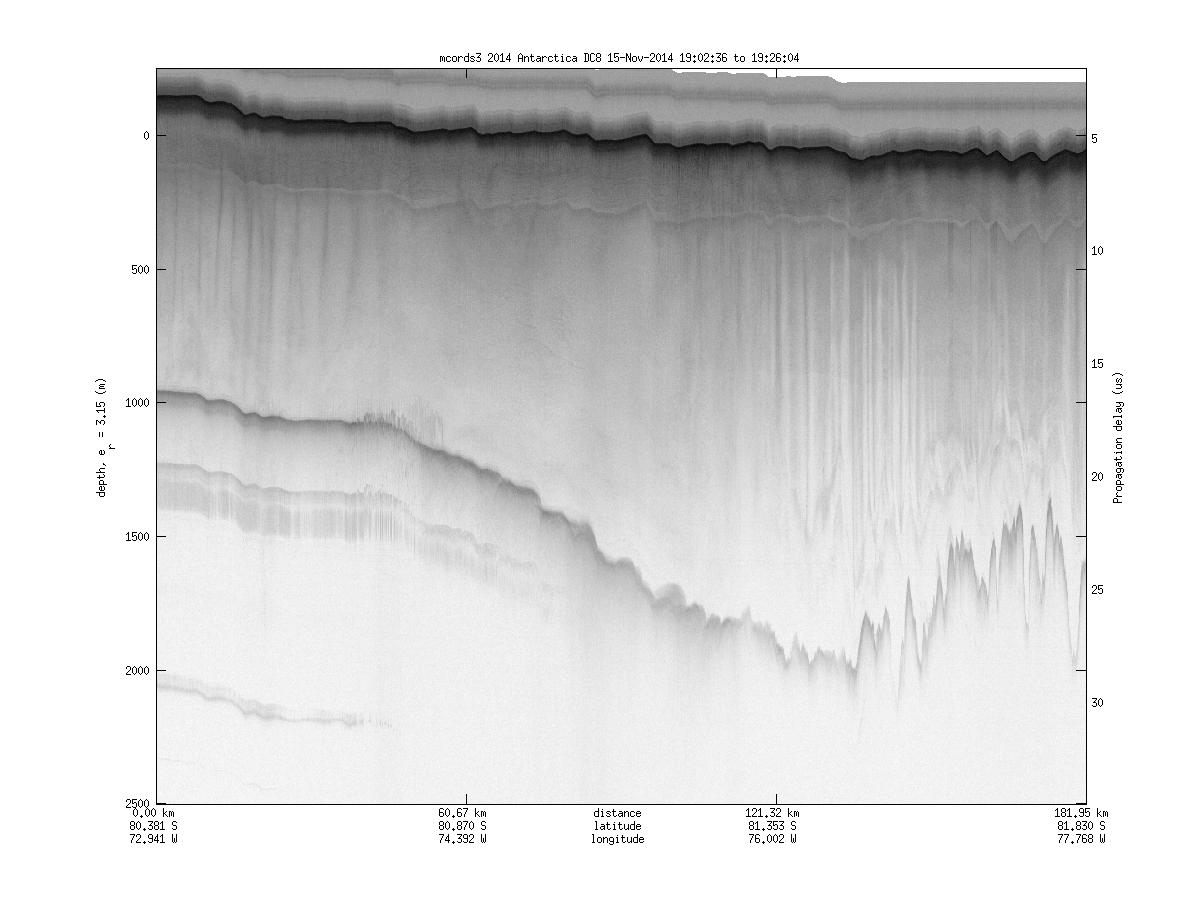 mcords3 2014 Antarctica DC8 15-Nov-2014 19:02:36 to 19:26:04
0
500
1000
1500
2000
2500
depth, e_r = 3.15 (m)
5
10
15
20
25
30
Propagation delay (us)
0.00 km 60.67 km distance 121.32 km 181.95 km
80.381 S 80.870 S latitude 81.353 S 81.830 S
72.941 W 74.392 W longitude 76.002 W 77.768 W